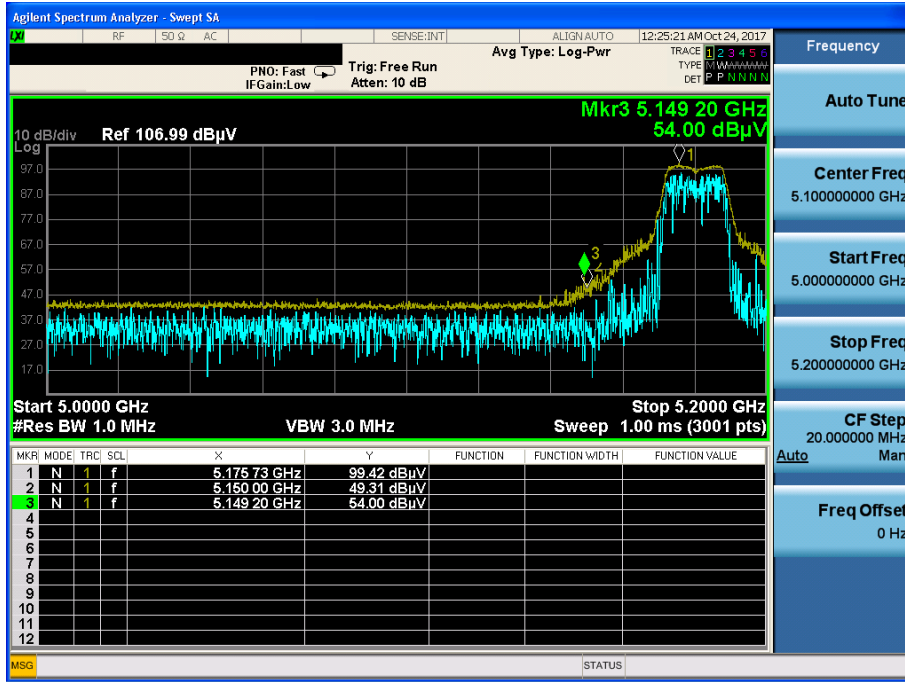 Agilent Spectrum Analyzer - Swept SA
LXI RF 50 Ω AC SENSE:INT ALIGN AUTO 12:25:21 AM Oct 24, 2017
PNO: Fast
IFGain:Low
Trig: Free Run
Atten: 10 dB
Avg Type: Log-Pwr
TRACE 1 2 3 4 5 6
TYPE M W W W W W
DET P P N N N N
Frequency
Auto Tune
Center Freq
5.100000000 GHz
Start Freq
5.000000000 GHz
Stop Freq
5.200000000 GHz
CF Step
20.000000 MHz
Auto Man
Freq Offset
0 Hz
Mkr3 5.149 20 GHz
54.00 dBµV
10 dB/div Ref 106.99 dBµV
Log
97.0
87.0
77.0
67.0
57.0
47.0
37.0
27.0
17.0
1
3
2
Start 5.0000 GHz Stop 5.2000 GHz
#Res BW 1.0 MHz VBW 3.0 MHz Sweep 1.00 ms (3001 pts)
MKR MODE TRC SCL X Y FUNCTION FUNCTION WIDTH FUNCTION VALUE
1 N 1 f 5.175 73 GHz 99.42 dBµV
2 N 1 f 5.150 00 GHz 49.31 dBµV
3 N 1 f 5.149 20 GHz 54.00 dBµV
4
5
6
7
8
9
10
11
12
MSG STATUS